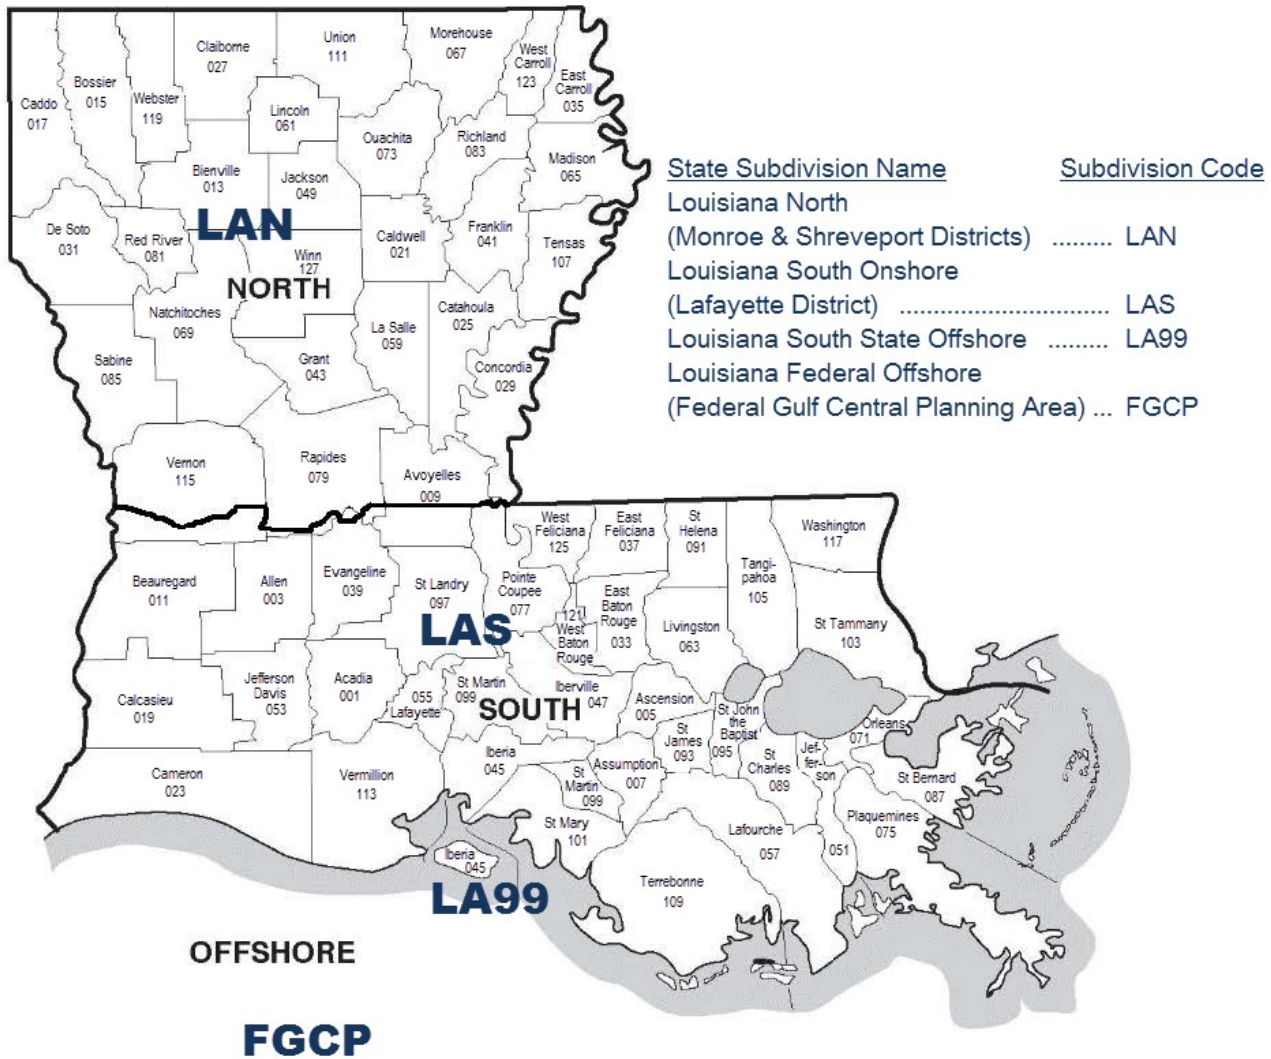 Claiborne
027
Union
111
Morehouse
067
West
Carroll
123
East
Carroll
035
Caddo
017
Bossier
015
Webster
119
Lincoln
061
Ouachita
073
Richland
083
Madison
065
Bienville
013
Jackson
049
De Soto
031
Red River
081
LAN
Winn
127
NORTH
Caldwell
021
Franklin
041
Tensas
107
Natchitoches
069
La Salle
059
Catahoula
025
Sabine
085
Grant
043
Concordia
029
Vernon
115
Rapides
079
Avoyelles
009
State Subdivision Name Subdivision Code
Louisiana North
(Monroe & Shreveport Districts) ......... LAN
Louisiana South Onshore
(Lafayette District) ............................... LAS
Louisiana South State Offshore ......... LA99
Louisiana Federal Offshore
(Federal Gulf Central Planning Area) ... FGCP
West
Feliciana
125
East
Feliciana
037
St
Helena
091
Tangi-
pahoa
105
Washington
117
Beauregard
011
Allen
003
Evangeline
039
St Landry
097
Pointe
Coupee
077
121
West
Baton
Rouge
East
Baton
Rouge
033
Livingston
063
St Tammany
103
LAS
Calcasieu
019
Jefferson
Davis
053
Acadia
001
055
Lafayette
St Martin
099
Iberville
047
SOUTH
Ascension
005
St John
the
Baptist
095
St
James
093
Orleans
071
Cameron
023
Vermillion
113
Iberia
045
St
Martin
099
Assumption
007
St
Charles
089
Jef-
fer-
son
St Bernard
087
St Mary
101
Lafourche
057
051
Plaquemines
075
Iberia
045
Terrebonne
109
LA99
OFFSHORE
FGCP